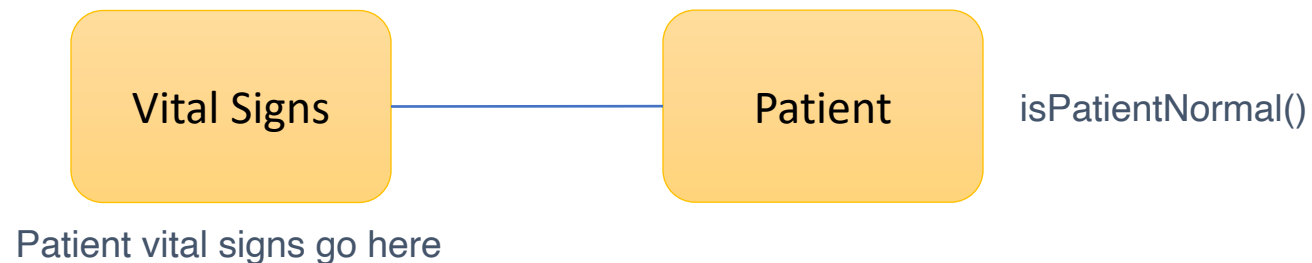 Vital Signs
Patient
isPatientNormal()
Patient vital signs go here